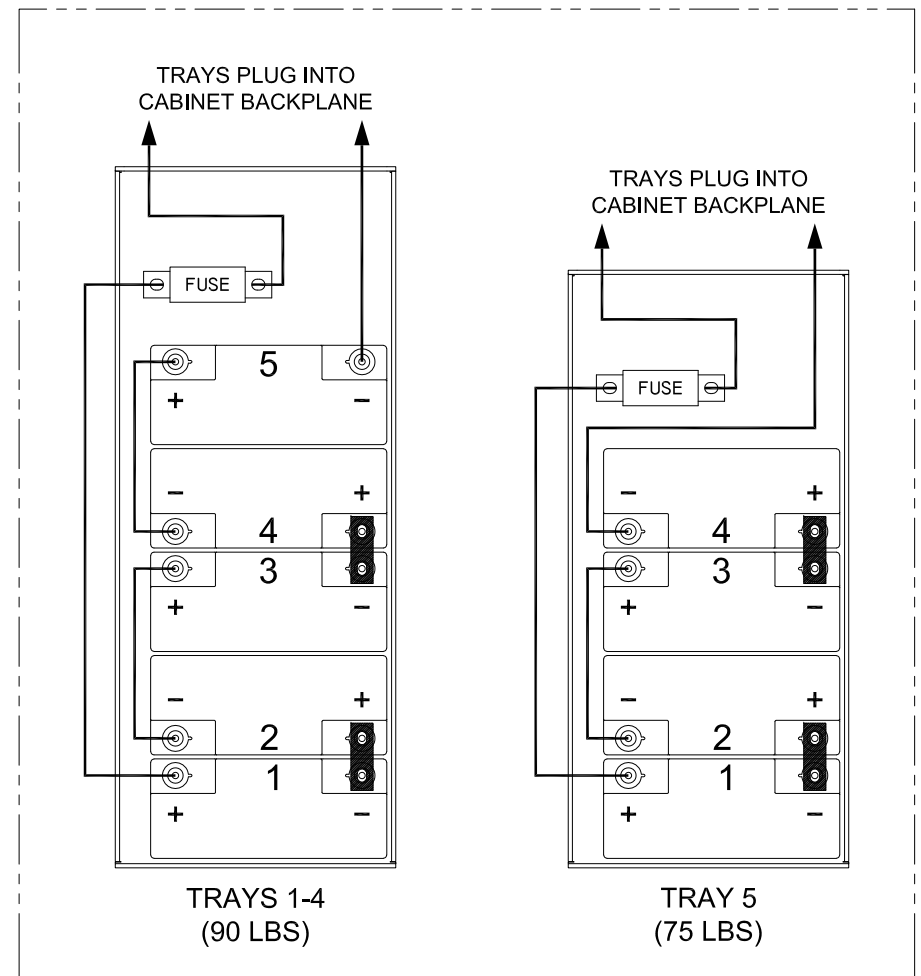 TRAYS PLUG INTO
CABINET BACKPLANE
FUSE
5
+ −
− +
4
3
+ −
− +
2
1
+ −
TRAYS 1-4
(90 LBS)
TRAYS PLUG INTO
CABINET BACKPLANE
FUSE
− +
4
3
+ −
− +
2
1
+ −
TRAY 5
(75 LBS)